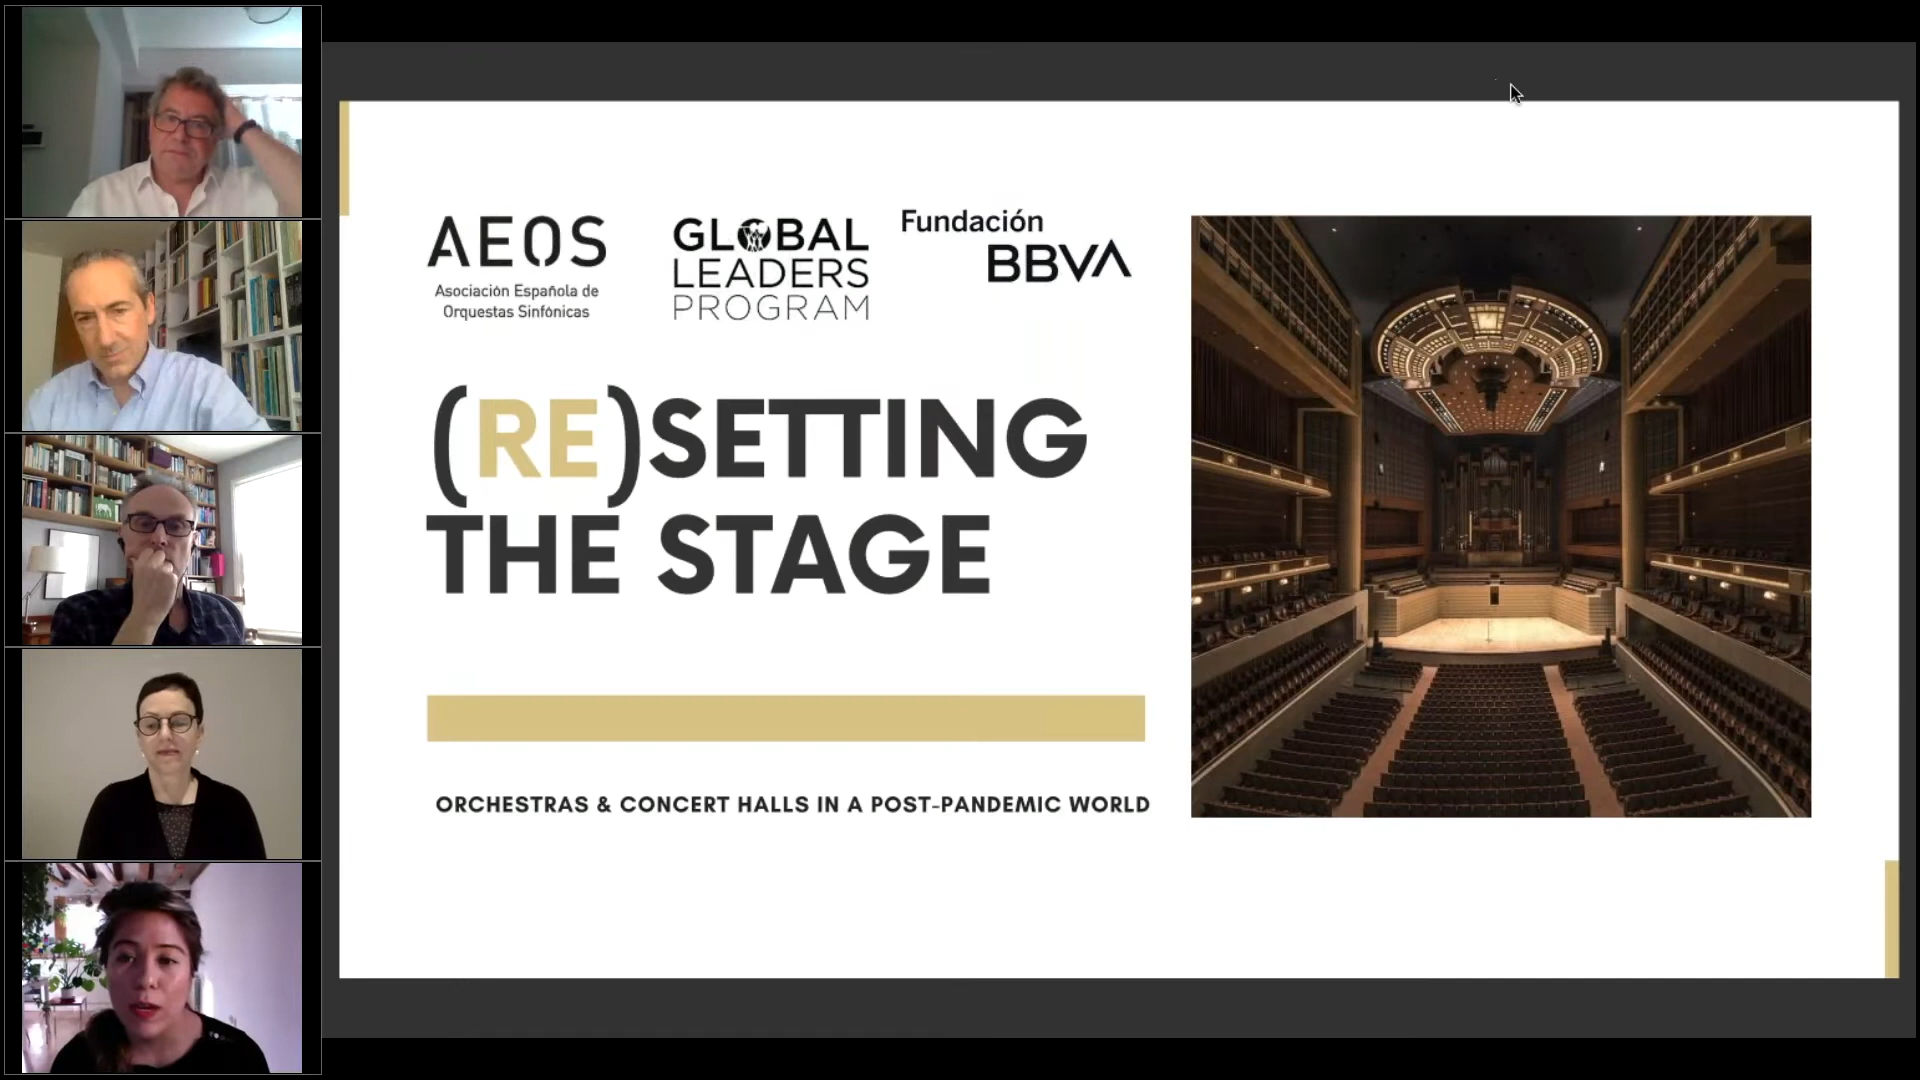 AEOS
Asociación Española de
Orquestas Sinfónicas
GLOBAL
LEADERS
PROGRAM
Fundación
BBVA
(RE)SETTING
THE STAGE
ORCHESTRAS & CONCERT HALLS IN A POST-PANDEMIC WORLD